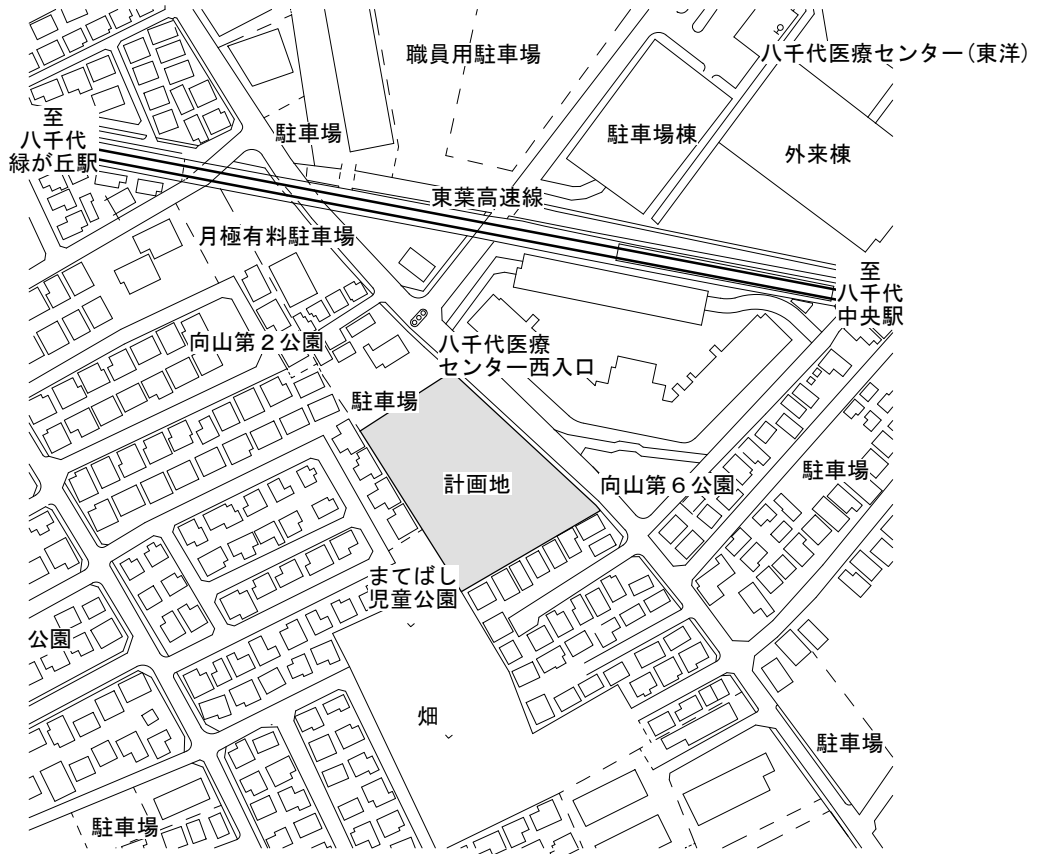 職員用駐車場
八千代医療センター(東洋)
至
八千代
緑が丘駅
駐車場
駐車場棟
外来棟
東葉高速線
月極有料駐車場
至
八千代
中央駅
向山第２公園
八千代医療
センター西入口
駐車場
計画地
向山第６公園
駐車場
まてばし
児童公園
公園
畑
駐車場
駐車場